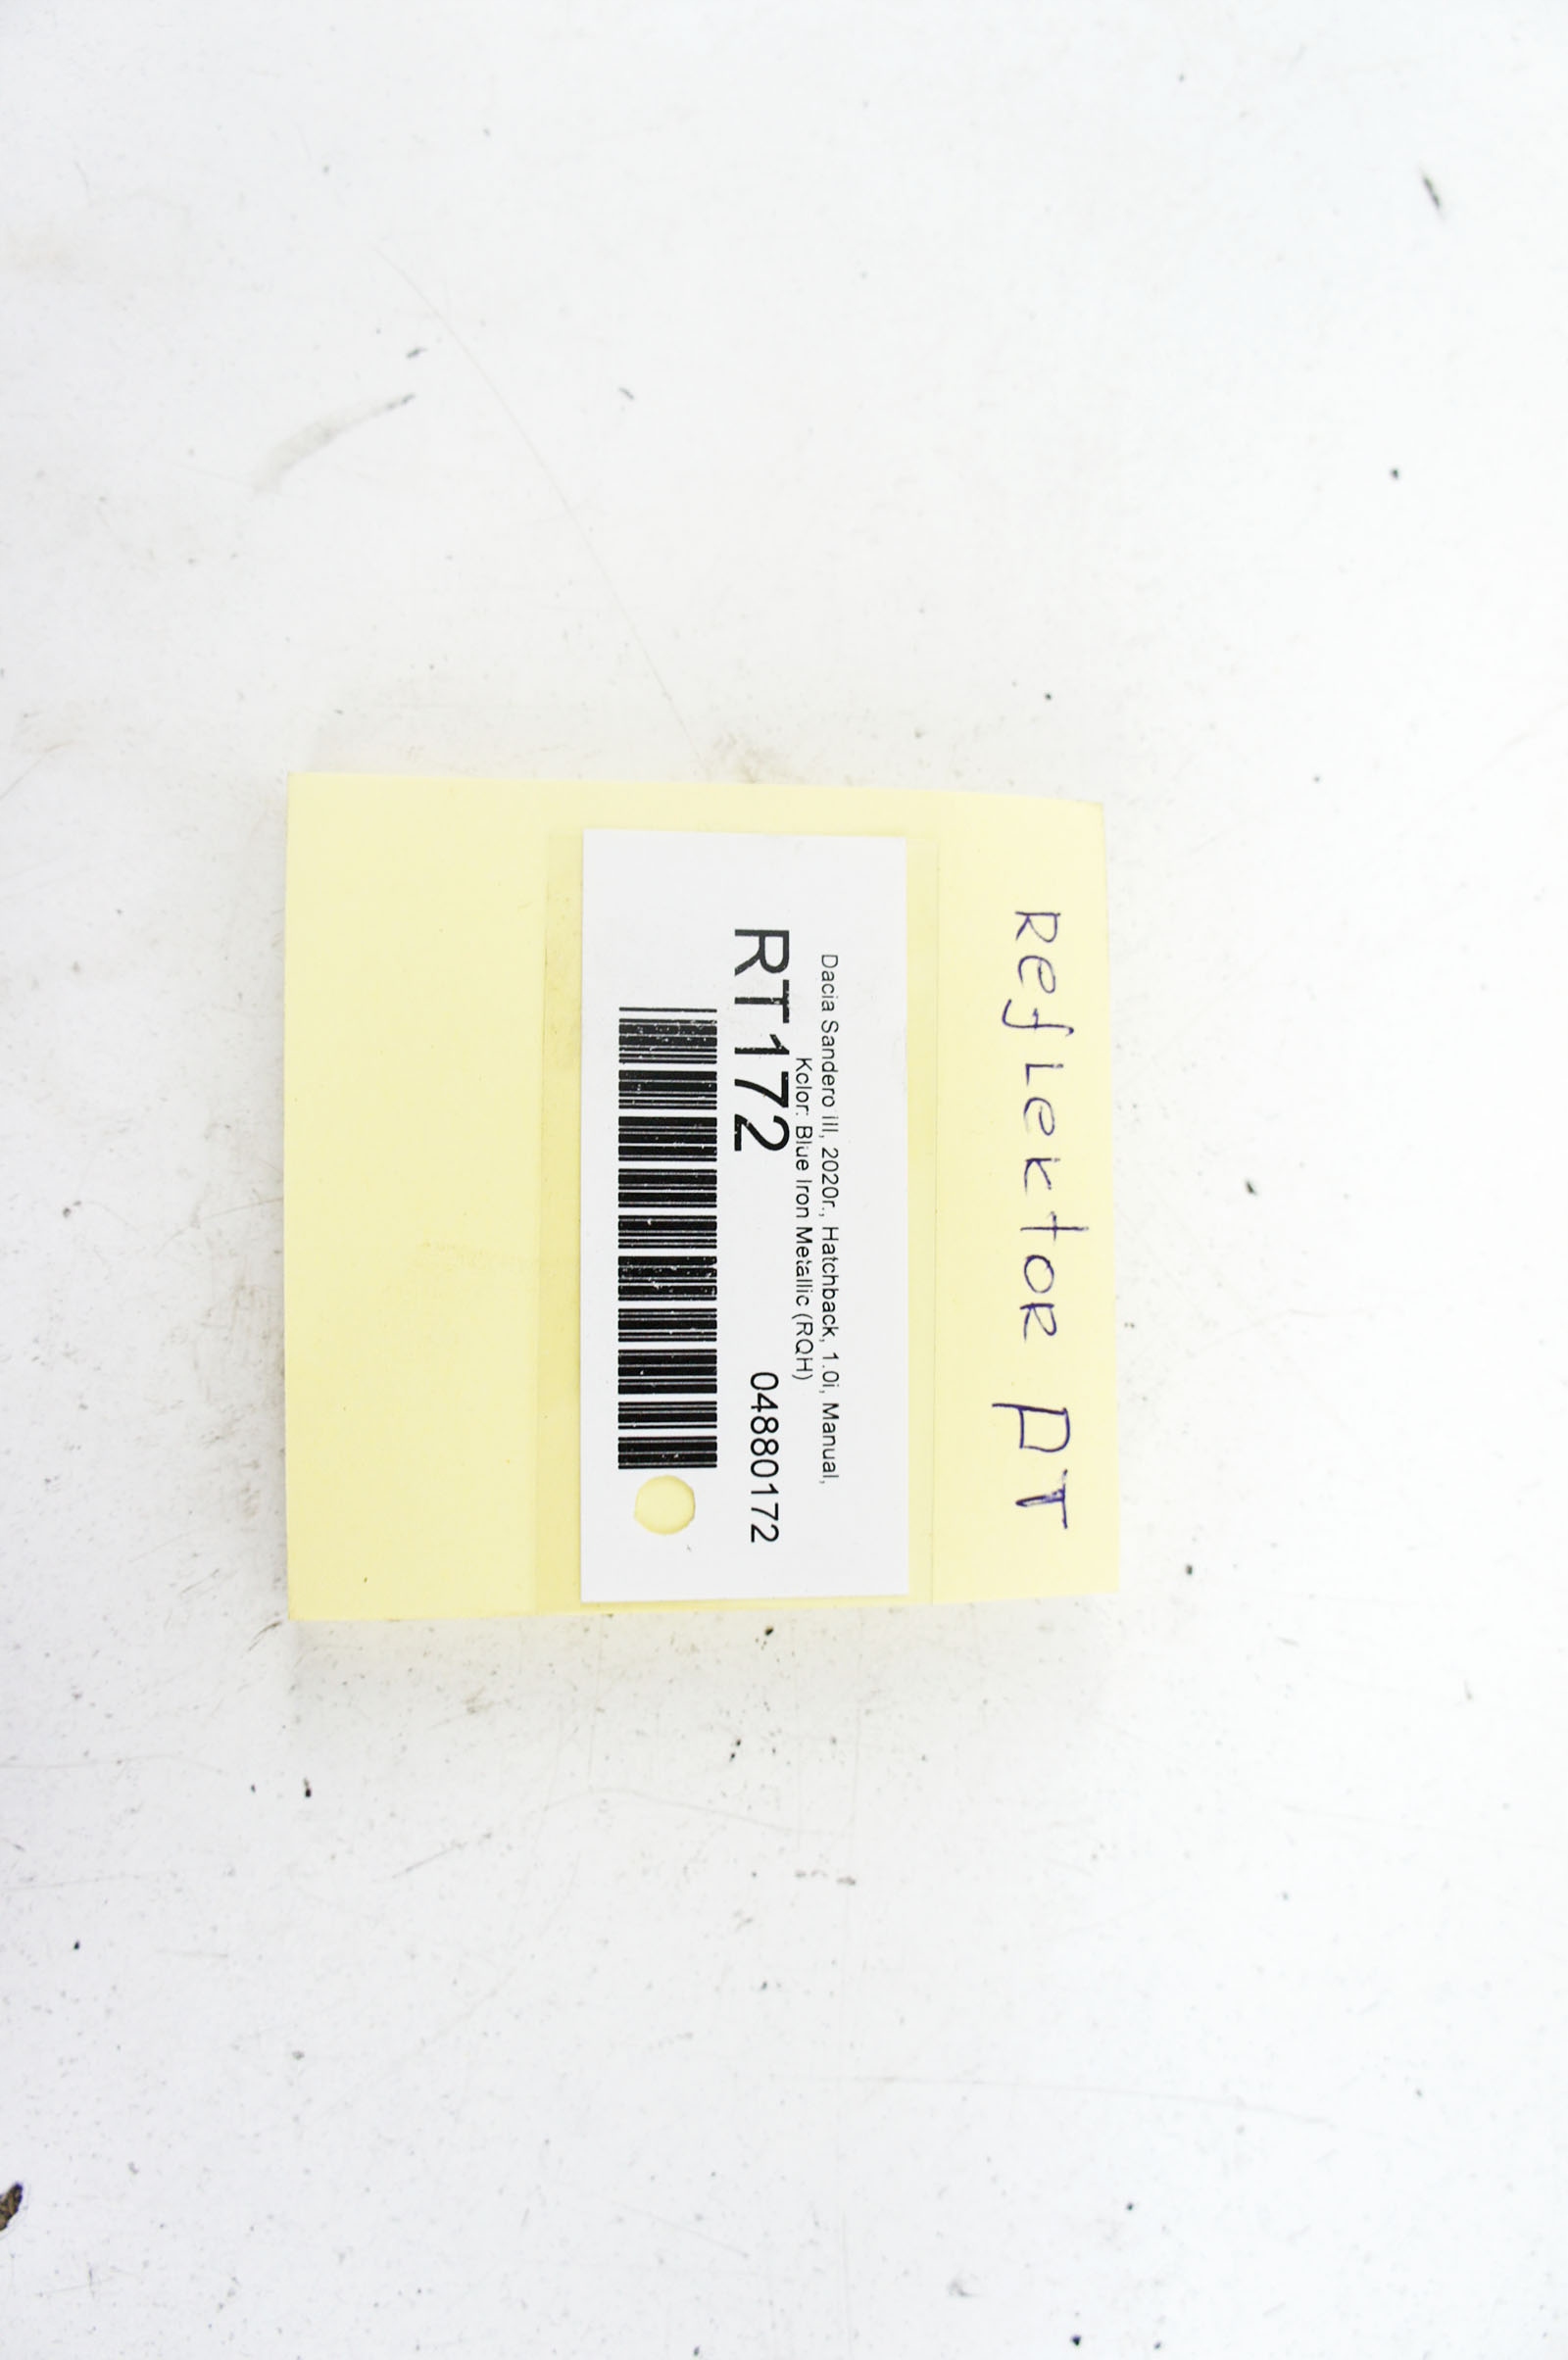 Reflektor PT
Dacia Sandero III, 2020r., Hatchback, 1.0i, Manual,
Kolor: Blue Iron Metallic (RQH)
RT172 04880172